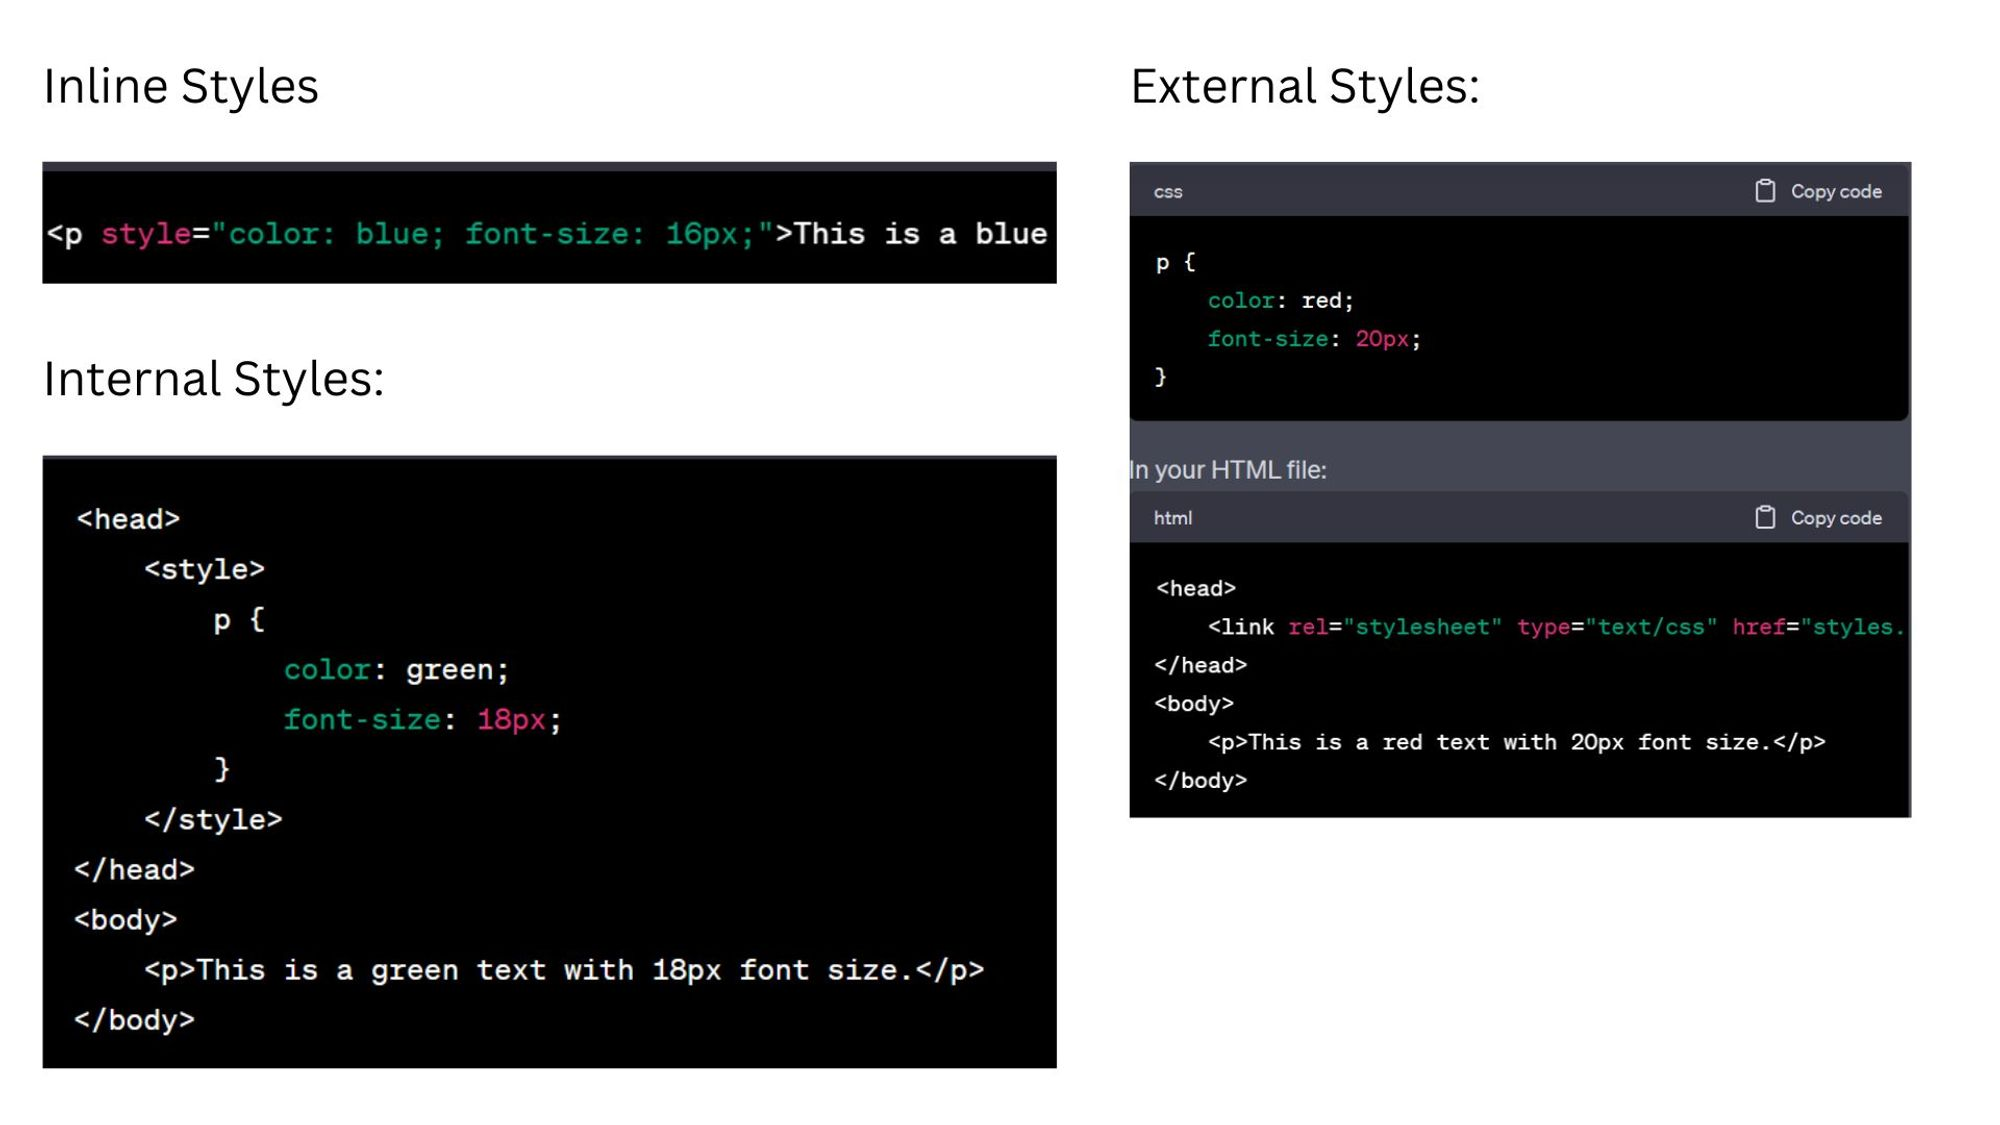 Inline Styles
<p style="color: blue; font-size: 16px;">This is a blue
Internal Styles:
<head>
<style>
p {
color: green;
font-size: 18px;
}
</style>
</head>
<body>
<p>This is a green text with 18px font size.</p>
</body>
External Styles:
css Copy code
p {
color: red;
font-size: 20px;
}
In your HTML file:
html Copy code
<head>
<link rel="stylesheet" type="text/css" href="styles.
</head>
<body>
<p>This is a red text with 20px font size.</p>
</body>